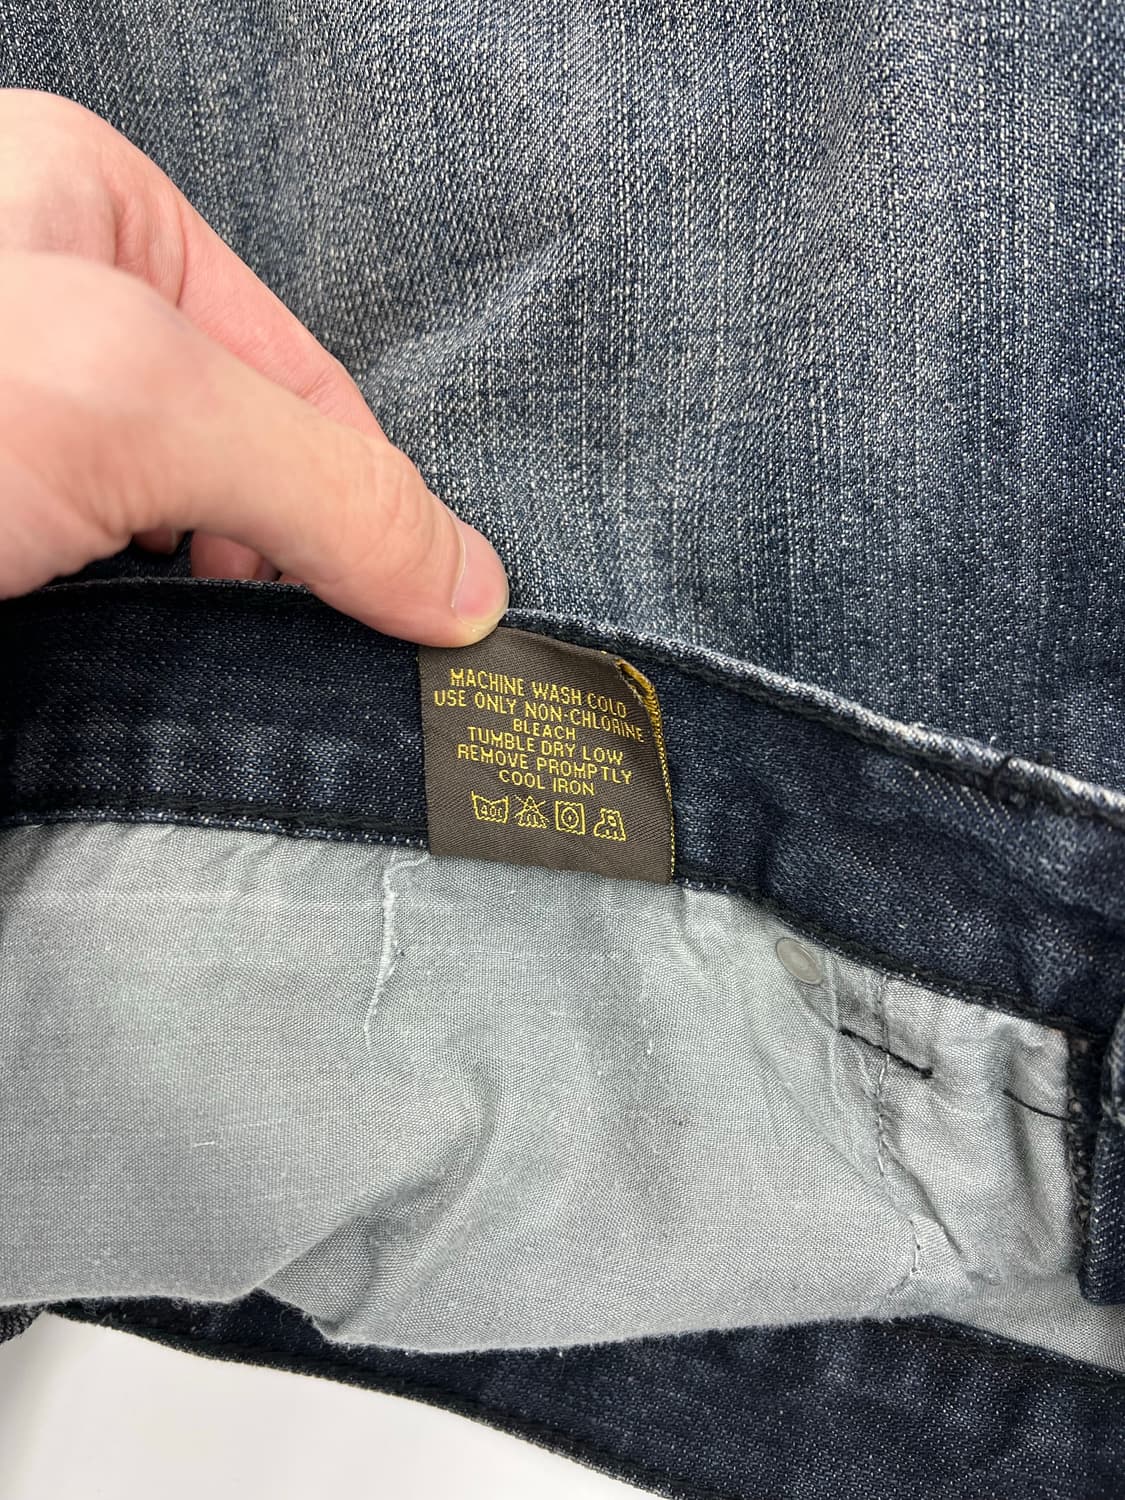 MACHINE WASH COLD
USE ONLY NON-CHLORINE
BLEACH
TUMBLE DRY LOW
REMOVE PROMPTLY
COOL IRON